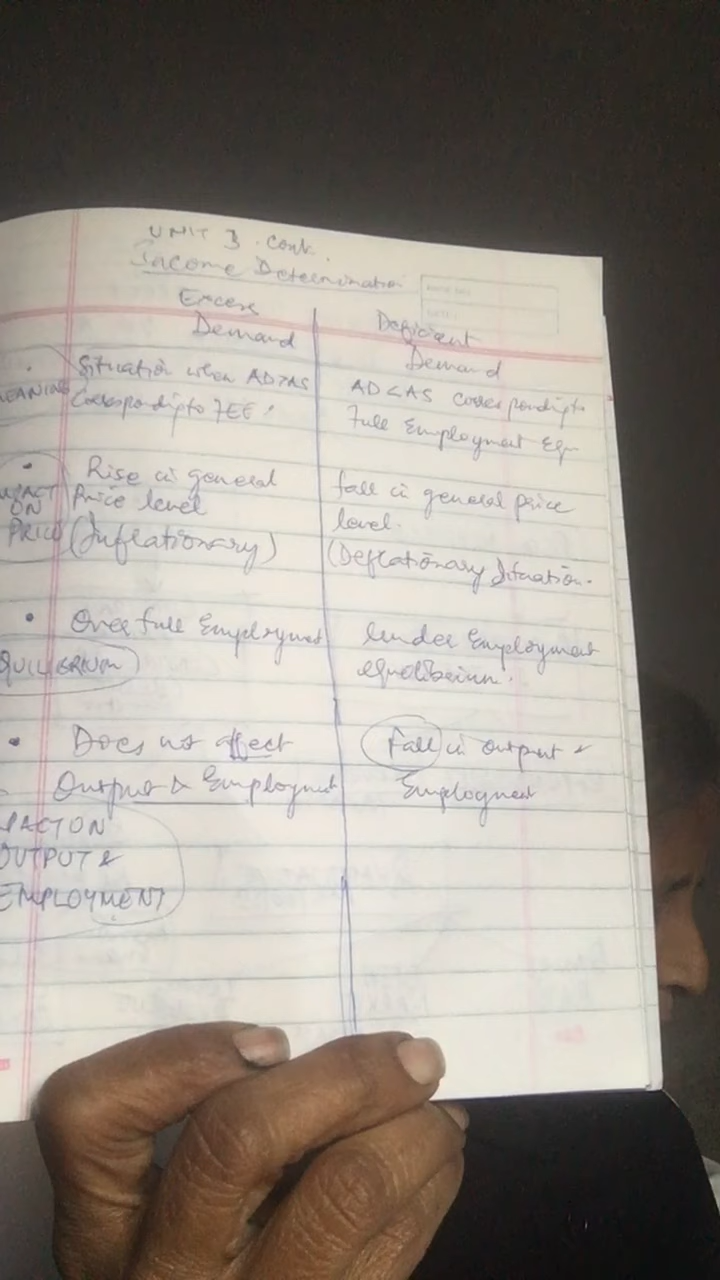 UNIT 3. Cont.
Income Determination
Excess
Demand
Deficient
Demand
EANING
Situation when AD>AS
Correspondig to FEE.
AD<AS correspondig to
Full Employment Eqm
PACT
ON
PRICE
Rise in general
Price level
(Inflationary)
fall in general price
level.
(Deflationary Situation.
QUILIBRIUM
Over full Employment
Under Employment
equilibrium.
Does not affect
Output & Employment
Fall in output &
Employment
PACT ON
OUTPUT &
EMPLOYMENT